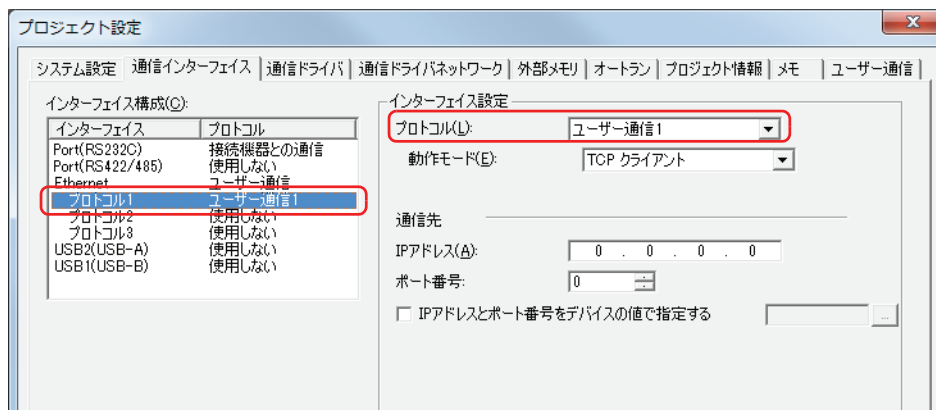 プロジェクト設定
システム設定 通信インターフェイス 通信ドライバ 通信ドライバネットワーク 外部メモリ オートラン プロジェクト情報 メモ ユーザー通信
インターフェイス構成(C):
インターフェイス プロトコル
Port(RS232C) 接続機器との通信
Port(RS422/485) 使用しない
Ethernet ユーザー通信
プロトコル1 ユーザー通信1
プロトコル2 使用しない
プロトコル3 使用しない
USB2(USB-A) 使用しない
USB1(USB-B) 使用しない
インターフェイス設定
プロトコル(L): ユーザー通信1
動作モード(E): TCP クライアント
通信先
IPアドレス(A): 0 . 0 . 0 . 0
ポート番号: 0
IPアドレスとポート番号をデバイスの値で指定する ...